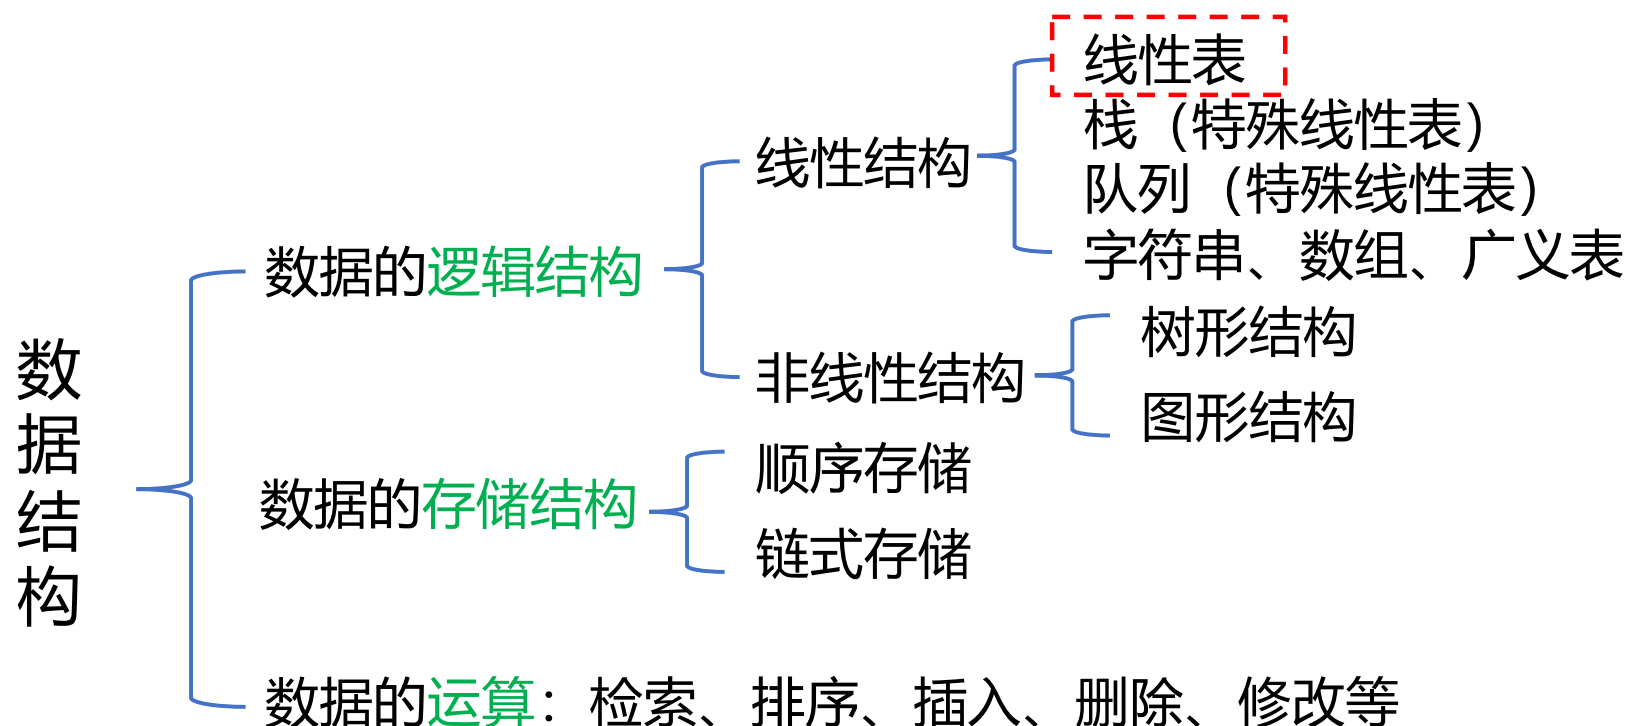 数据结构
数据的逻辑结构
线性结构
线性表
栈（特殊线性表）
队列（特殊线性表）
字符串、数组、广义表
非线性结构
树形结构
图形结构
数据的存储结构
顺序存储
链式存储
数据的运算：检索、排序、插入、删除、修改等